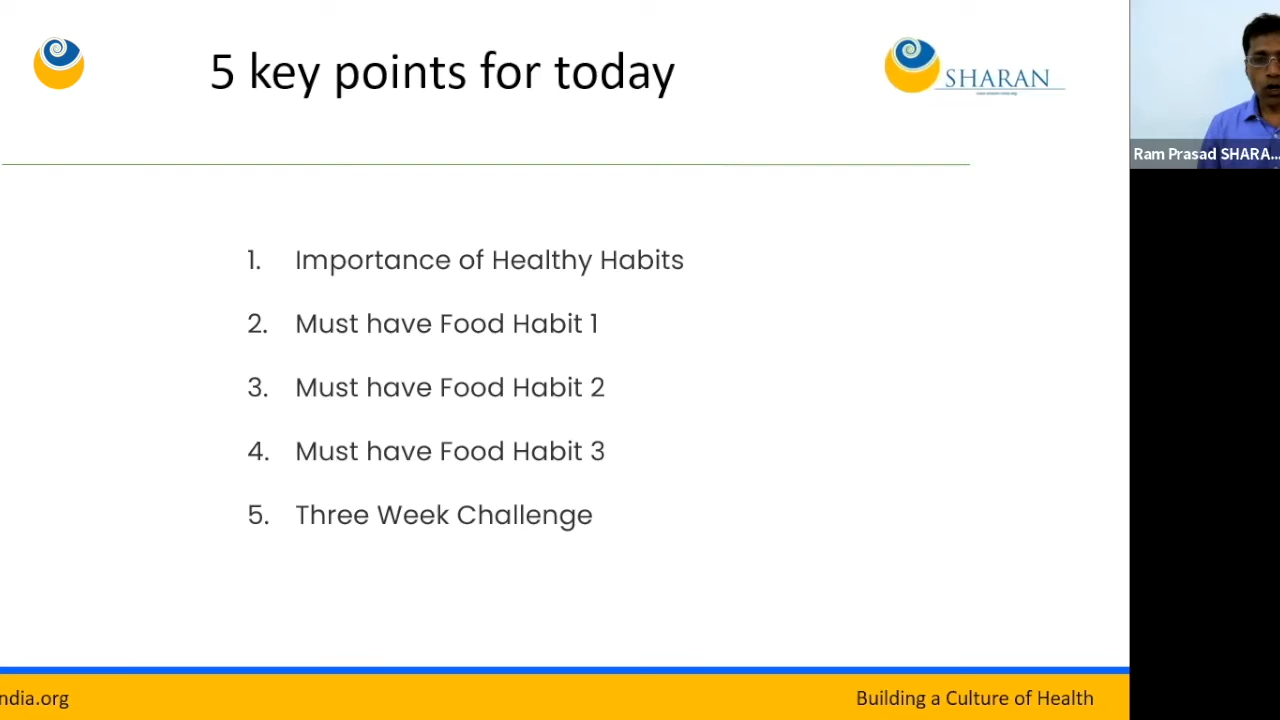 5 key points for today
SHARAN
Ram Prasad SHARA...
1. Importance of Healthy Habits
2. Must have Food Habit 1
3. Must have Food Habit 2
4. Must have Food Habit 3
5. Three Week Challenge
ndia.org
Building a Culture of Health